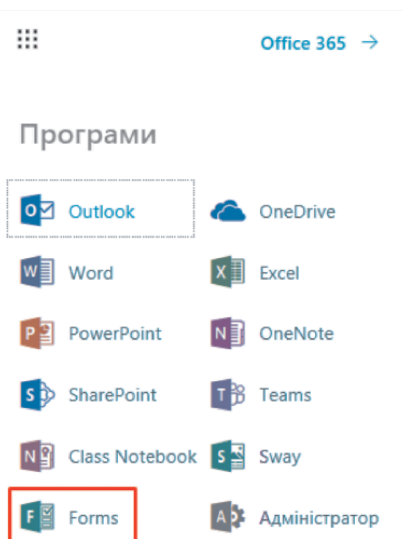 Office 365 →
Програми
Outlook OneDrive
Word Excel
PowerPoint OneNote
SharePoint Teams
Class Notebook Sway
Forms Адміністратор